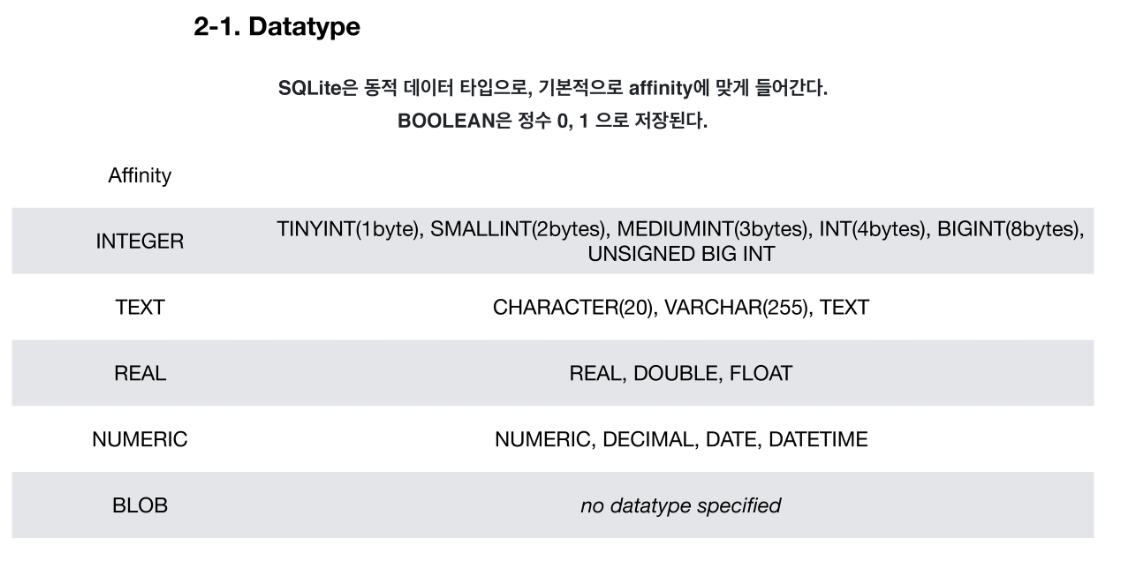 2-1. Datatype
SQLite은 동적 데이터 타입으로, 기본적으로 affinity에 맞게 들어간다.
BOOLEAN은 정수 0, 1 으로 저장된다.
Affinity
INTEGER
TINYINT(1byte), SMALLINT(2bytes), MEDIUMINT(3bytes), INT(4bytes), BIGINT(8bytes),
UNSIGNED BIG INT
TEXT
CHARACTER(20), VARCHAR(255), TEXT
REAL
REAL, DOUBLE, FLOAT
NUMERIC
NUMERIC, DECIMAL, DATE, DATETIME
BLOB
no datatype specified